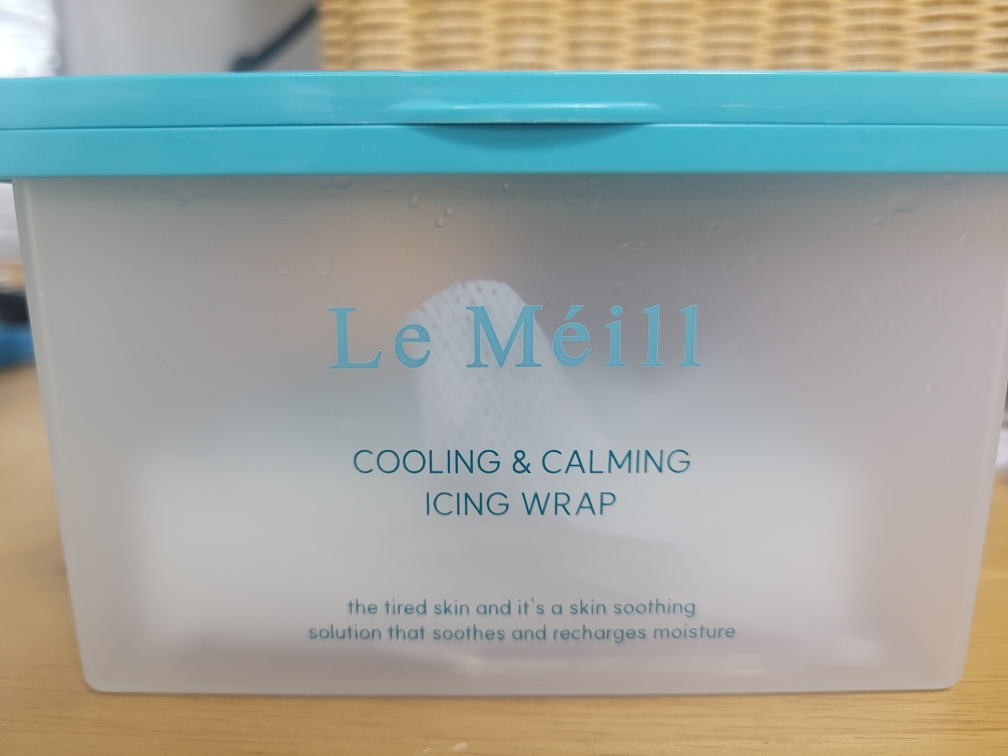 Le Méill
COOLING & CALMING
ICING WRAP
the tired skin and it's a skin soothing
solution that soothes and recharges moisture